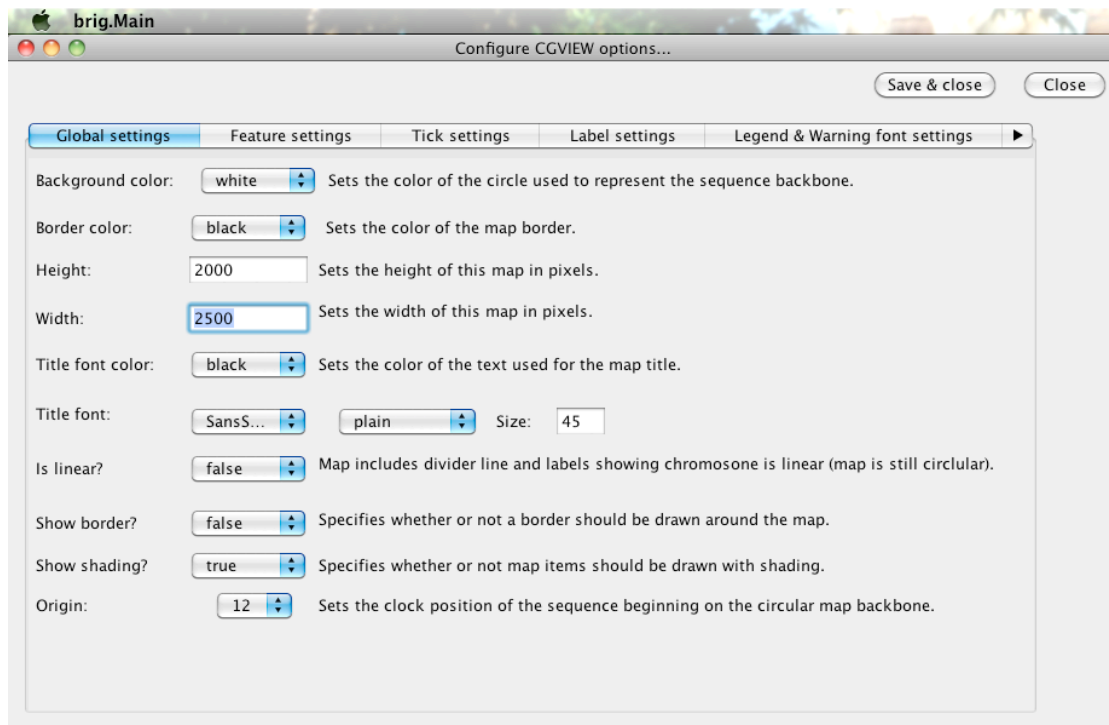 brig.Main
Configure CGVIEW options...
Save & close Close
Global settings Feature settings Tick settings Label settings Legend & Warning font settings
Background color: white Sets the color of the circle used to represent the sequence backbone.
Border color: black Sets the color of the map border.
Height: 2000 Sets the height of this map in pixels.
Width: 2500 Sets the width of this map in pixels.
Title font color: black Sets the color of the text used for the map title.
Title font: SansS... plain Size: 45
Is linear? false Map includes divider line and labels showing chromosone is linear (map is still circlular).
Show border? false Specifies whether or not a border should be drawn around the map.
Show shading? true Specifies whether or not map items should be drawn with shading.
Origin: 12 Sets the clock position of the sequence beginning on the circular map backbone.